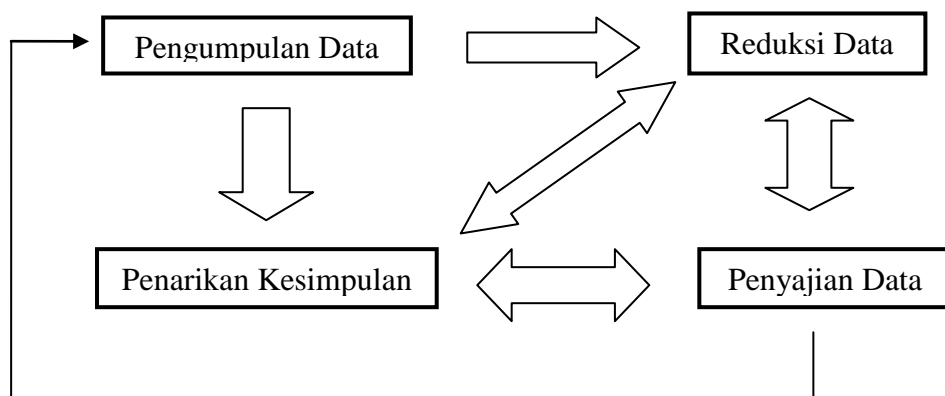 Pengumpulan Data
Reduksi Data
Penarikan Kesimpulan
Penyajian Data